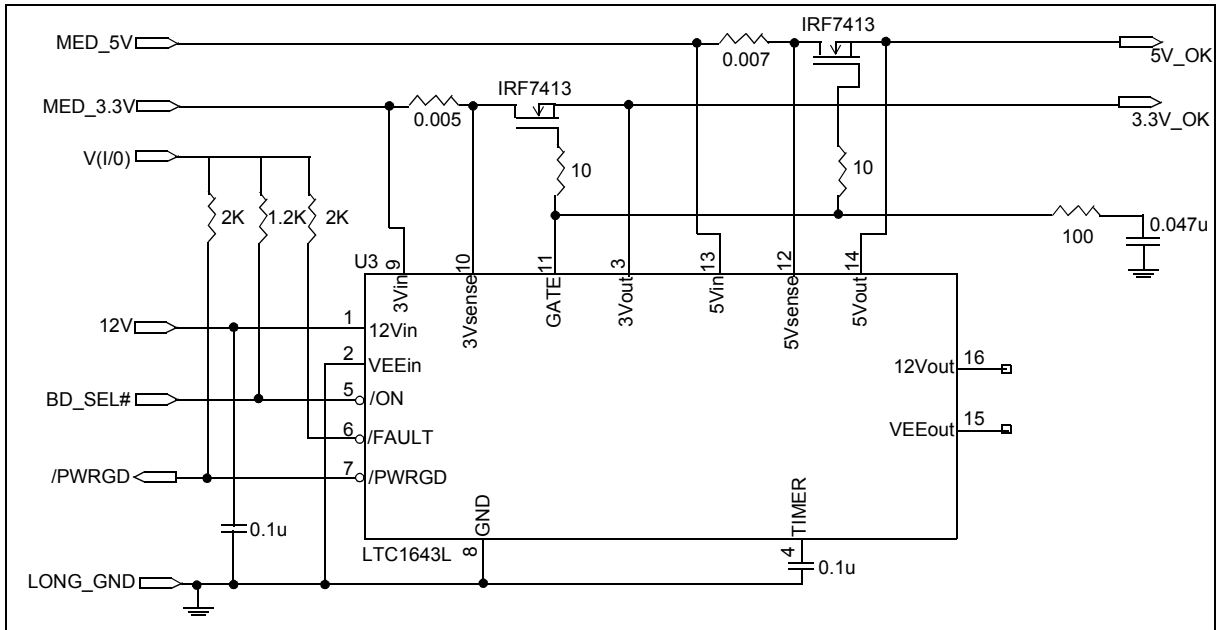 IRF7413
MED_5V
0.007
5V_OK
IRF7413
MED_3.3V
0.005
3.3V_OK
V(I/0)
10
10
2K
1.2K
2K
100
0.047u
U3
9
10
11
3
13
12
14
3Vin
3Vsense
GATE
3Vout
5Vin
5Vsense
5Vout
12V
1
12Vin
2
VEEin
16
12Vout
BD_SEL#
5
/ON
6
/FAULT
15
VEEout
/PWRGD
7
/PWRGD
GND
TIMER
0.1u
LTC1643L
8
4
0.1u
LONG_GND